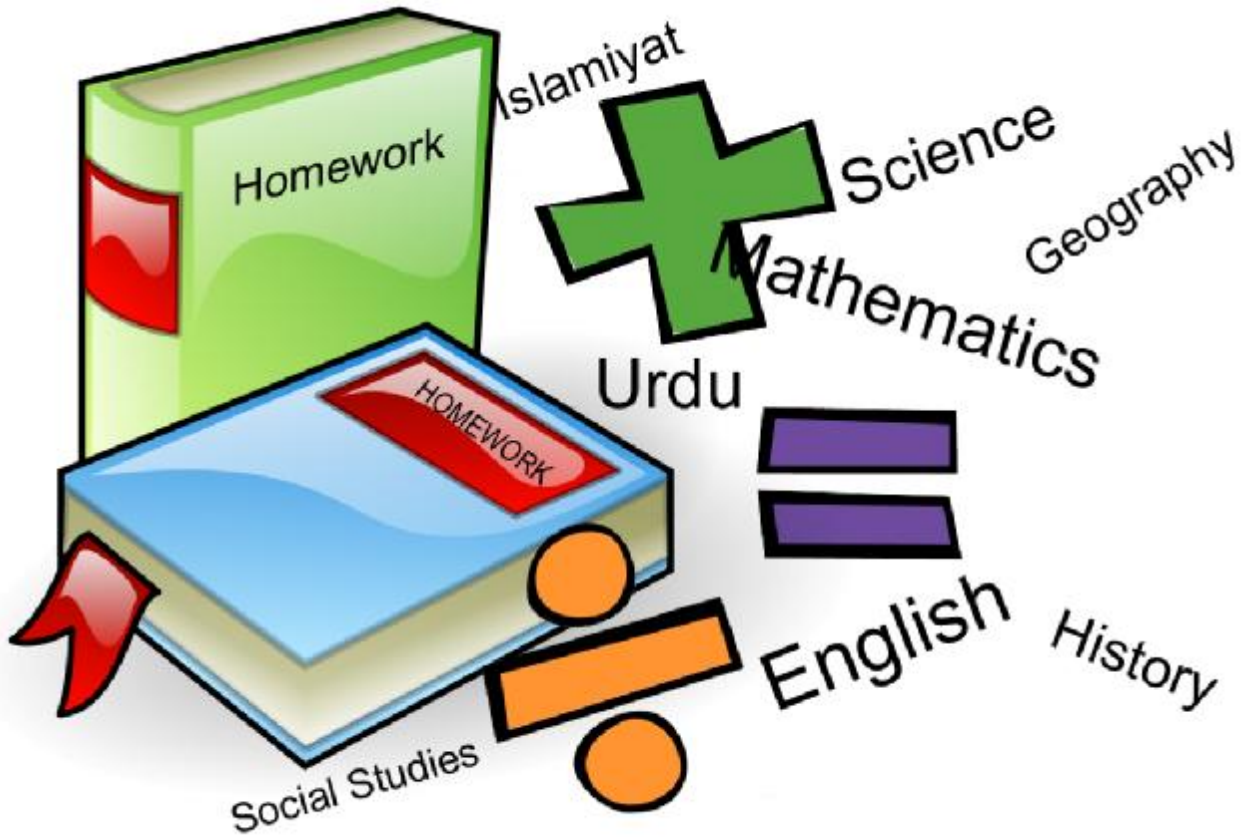 Islamiyat
Homework
Science
Geography
Mathematics
Urdu
HOMEWORK
English
History
Social Studies